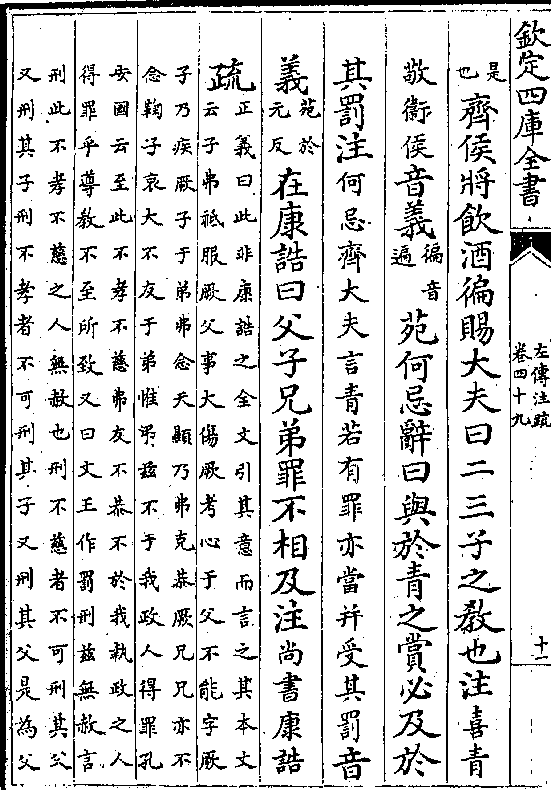 欽定四庫全書
左傳注疏
卷四十九
十一
是
也
齊侯將飲酒徧賜大夫曰二三子之敎也注喜青
敬衞侯音義徧音
遍
苑何忌辭曰與於青之賞必及於
其罰注何忌齊大夫言青若有罪亦當并受其罰音
義苑於
元反
在康誥曰父子兄弟罪不相及注尚書康誥
疏正義曰此非康誥之全文引其意而言之其本文
云子弗祗服厥父事大傷厥考心于父不能字厥
子乃疾厥子于弟弗念天顯乃弗克恭厥兄兄亦不
念鞠子哀大不友于弟惟弔兹不于我政人得罪孔
安國云至此不孝不慈弗友不恭不於我執政之人
得罪乎導敎不至所致又曰文王作罰刑兹無赦言
刑此不孝不慈之人無赦也刑不慈者不可刑其父
又刑其子刑不孝者不可刑其子又刑其父是為父